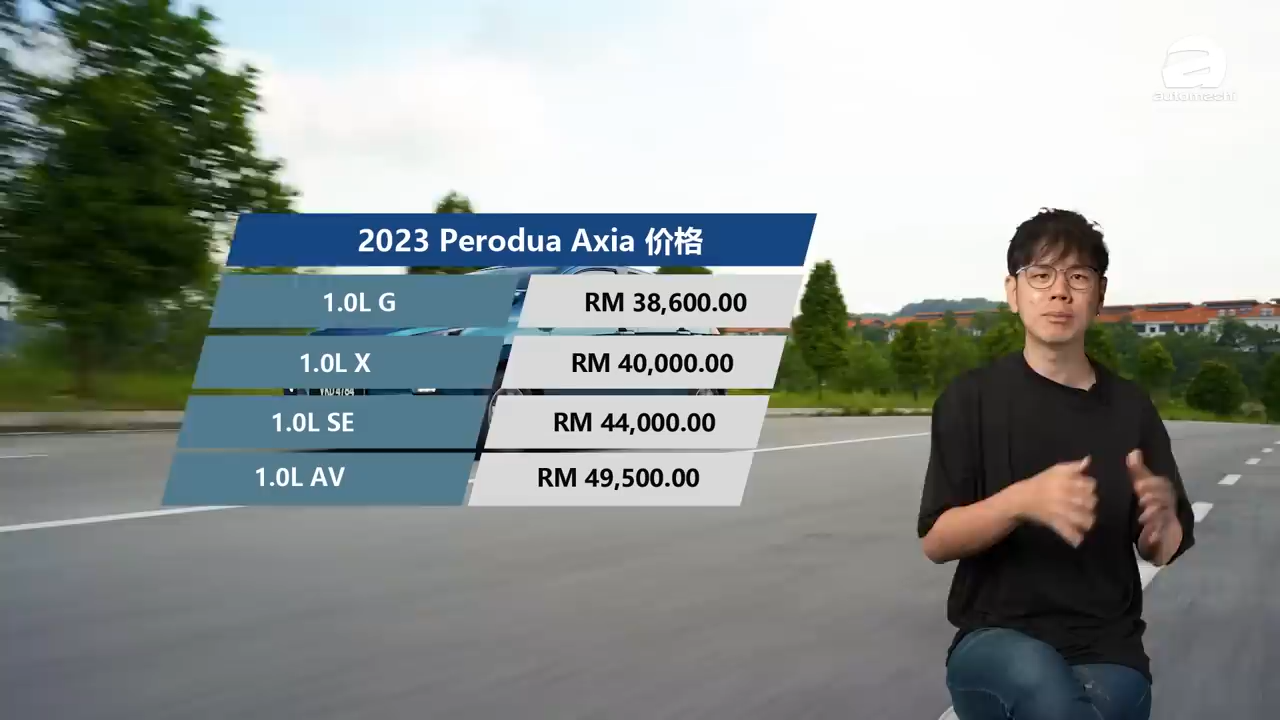 automachi
2023 Perodua Axia 价格
1.0L G RM 38,600.00
1.0L X RM 40,000.00
1.0L SE RM 44,000.00
1.0L AV RM 49,500.00